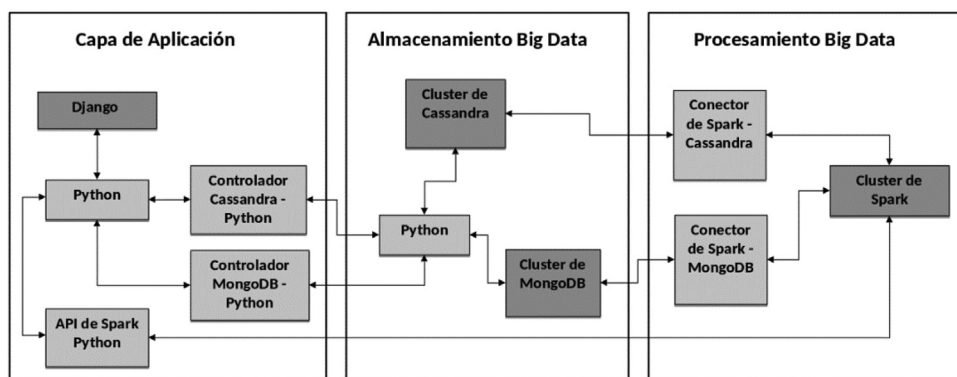 Capa de Aplicación
Django
Python
Controlador
Cassandra -
Python
Controlador
MongoDB -
Python
API de Spark
Python
Almacenamiento Big Data
Cluster de
Cassandra
Python
Cluster de
MongoDB
Procesamiento Big Data
Conector
de Spark -
Cassandra
Cluster de
Spark
Conector
de Spark -
MongoDB